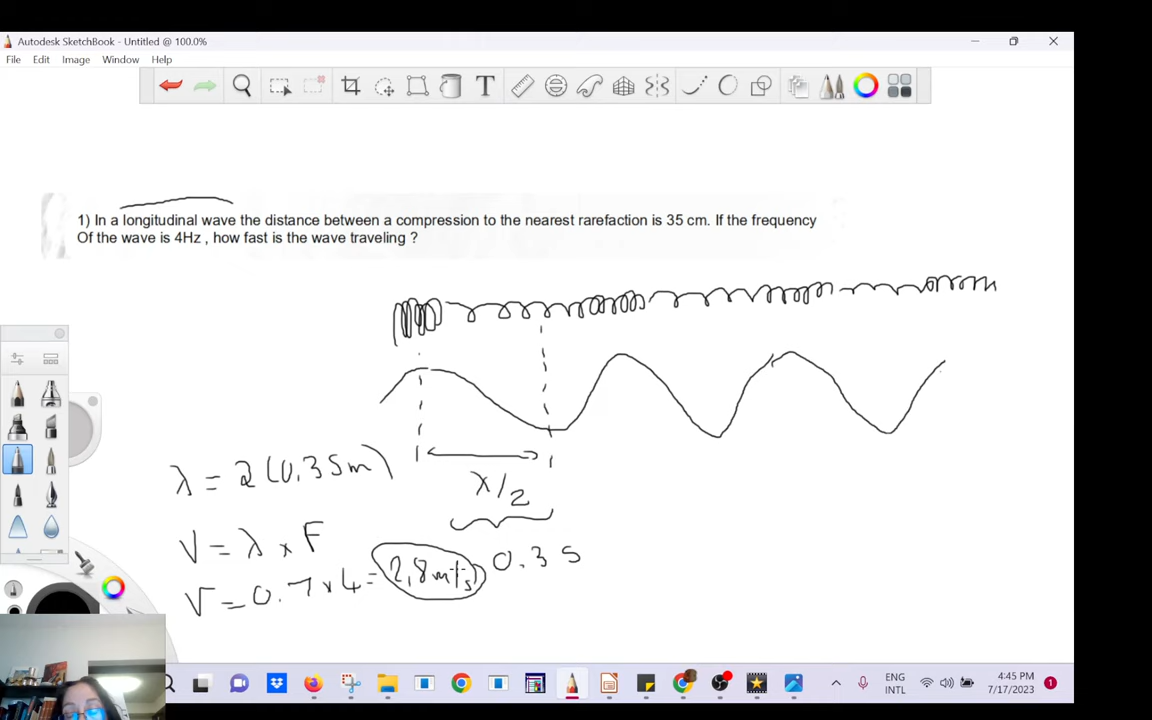 Autodesk SketchBook - Untitled @ 100.0%
File Edit Image Window Help
1) In a longitudinal wave the distance between a compression to the nearest rarefaction is 35 cm. If the frequency
Of the wave is 4Hz , how fast is the wave traveling ?
λ = 2 (0.35m)
λ/2
V = λ x F
0.35
V = 0.7 x 4 = 2,8 m/s
ENG
INTL
4:45 PM
7/17/2023
1